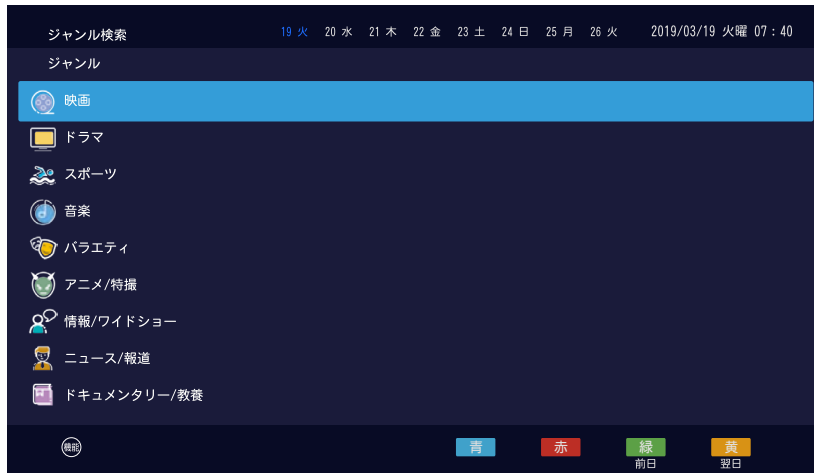 ジャンル検索 19 火 20 水 21 木 22 金 23 土 24 日 25 月 26 火 2019/03/19 火曜 07:40
ジャンル
映画
ドラマ
スポーツ
音楽
バラエティ
アニメ/特撮
情報/ワイドショー
ニュース/報道
ドキュメンタリー/教養
機能 青 赤 緑 黄
前日 翌日